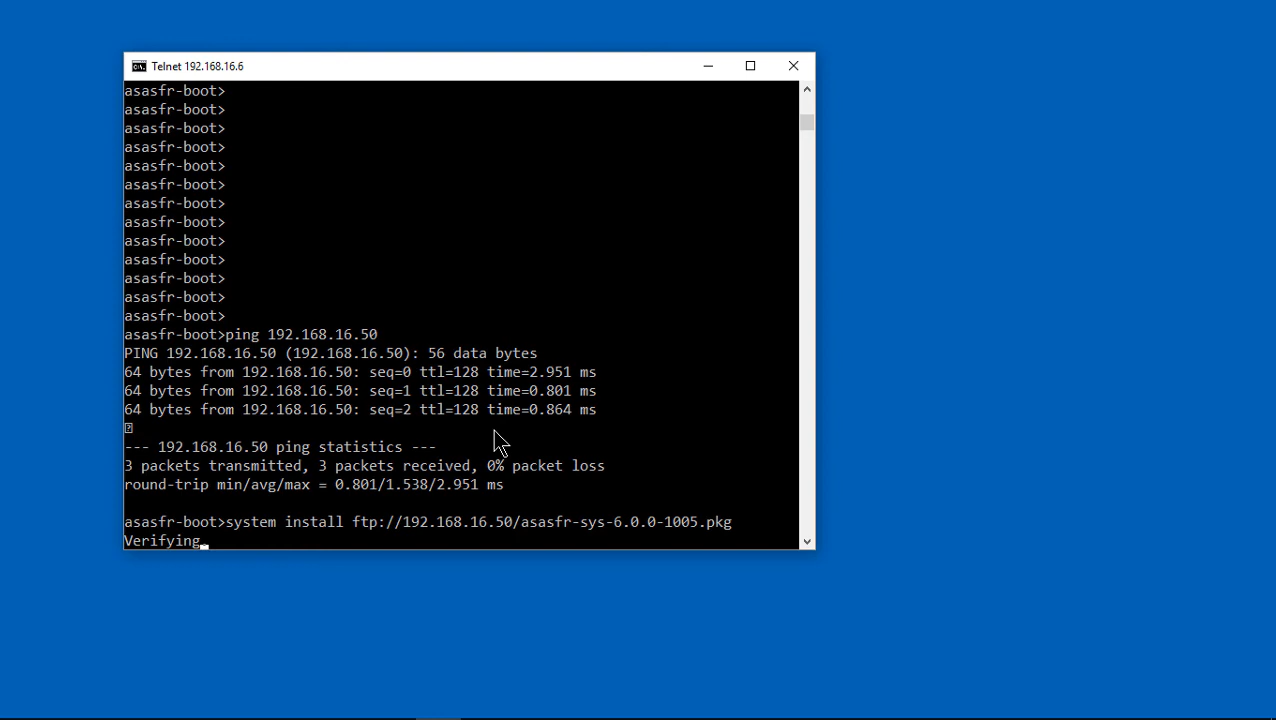 Telnet 192.168.16.6
asasfr-boot>
asasfr-boot>
asasfr-boot>
asasfr-boot>
asasfr-boot>
asasfr-boot>
asasfr-boot>
asasfr-boot>
asasfr-boot>
asasfr-boot>
asasfr-boot>
asasfr-boot>
asasfr-boot>
asasfr-boot>ping 192.168.16.50
PING 192.168.16.50 (192.168.16.50): 56 data bytes
64 bytes from 192.168.16.50: seq=0 ttl=128 time=2.951 ms
64 bytes from 192.168.16.50: seq=1 ttl=128 time=0.801 ms
64 bytes from 192.168.16.50: seq=2 ttl=128 time=0.864 ms
--- 192.168.16.50 ping statistics ---
3 packets transmitted, 3 packets received, 0% packet loss
round-trip min/avg/max = 0.801/1.538/2.951 ms
asasfr-boot>system install ftp://192.168.16.50/asasfr-sys-6.0.0-1005.pkg
Verifying